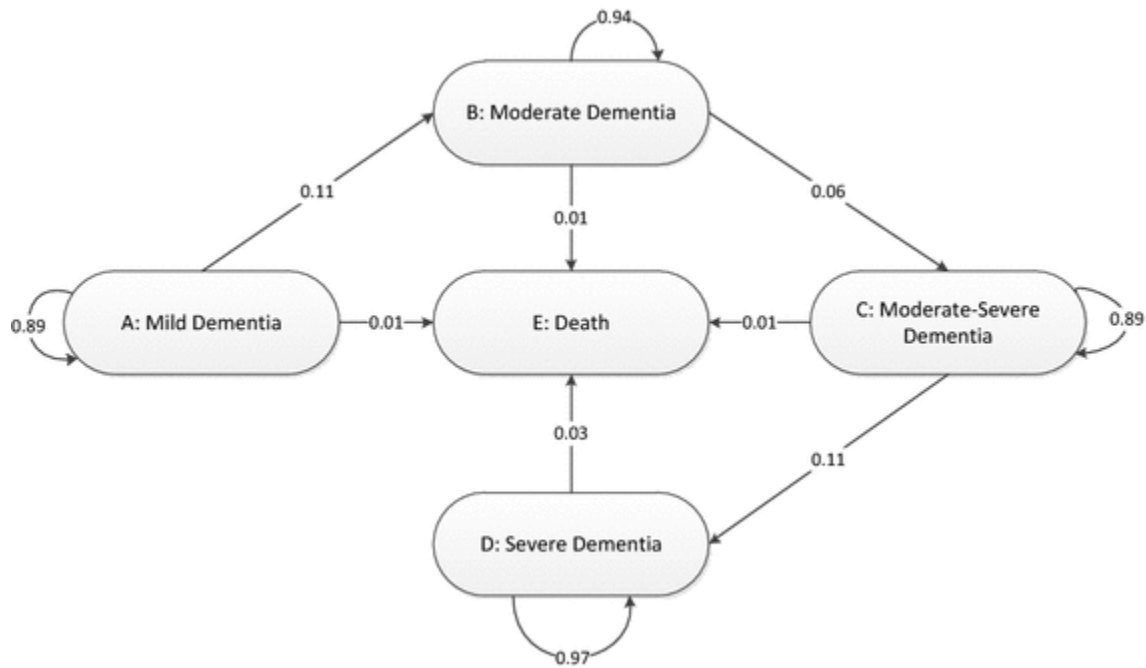 0.94
B: Moderate Dementia
0.11
0.01
0.06
0.89
A: Mild Dementia
0.01
E: Death
0.01
C: Moderate-Severe
Dementia
0.89
0.03
0.11
D: Severe Dementia
0.97